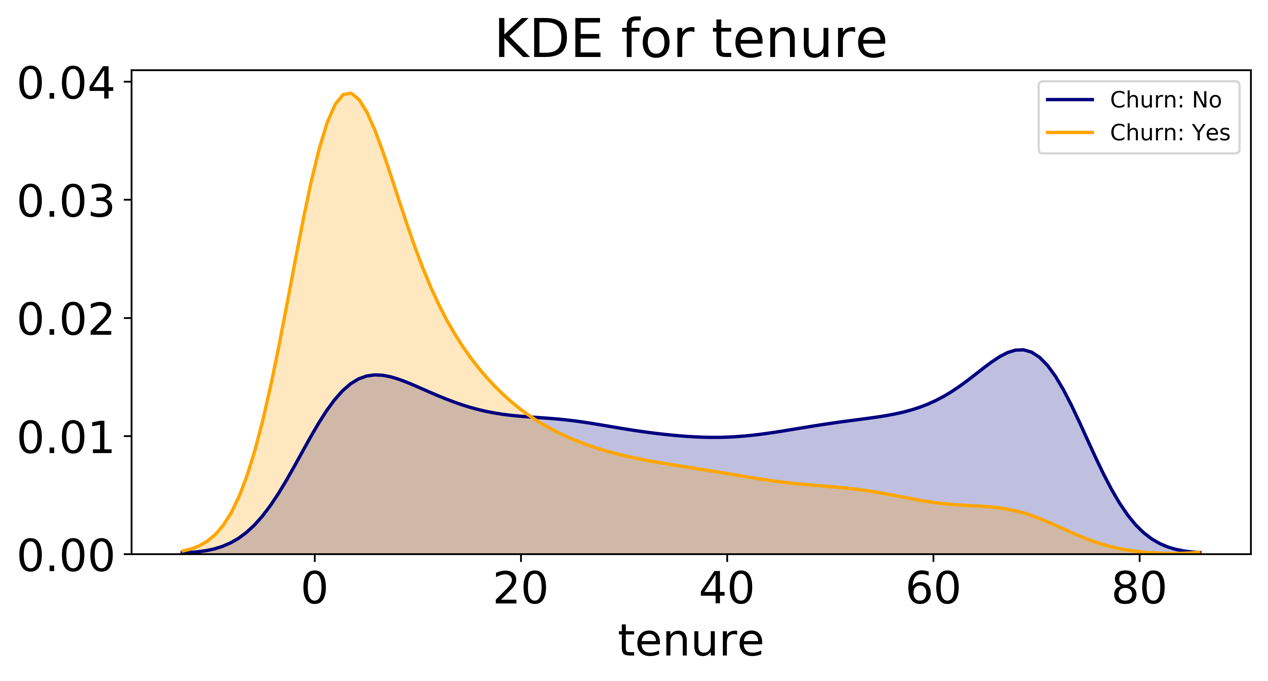 KDE for tenure
0.04
0.03
0.02
0.01
0.00
Churn: No
Churn: Yes
0 20 40 60 80
tenure